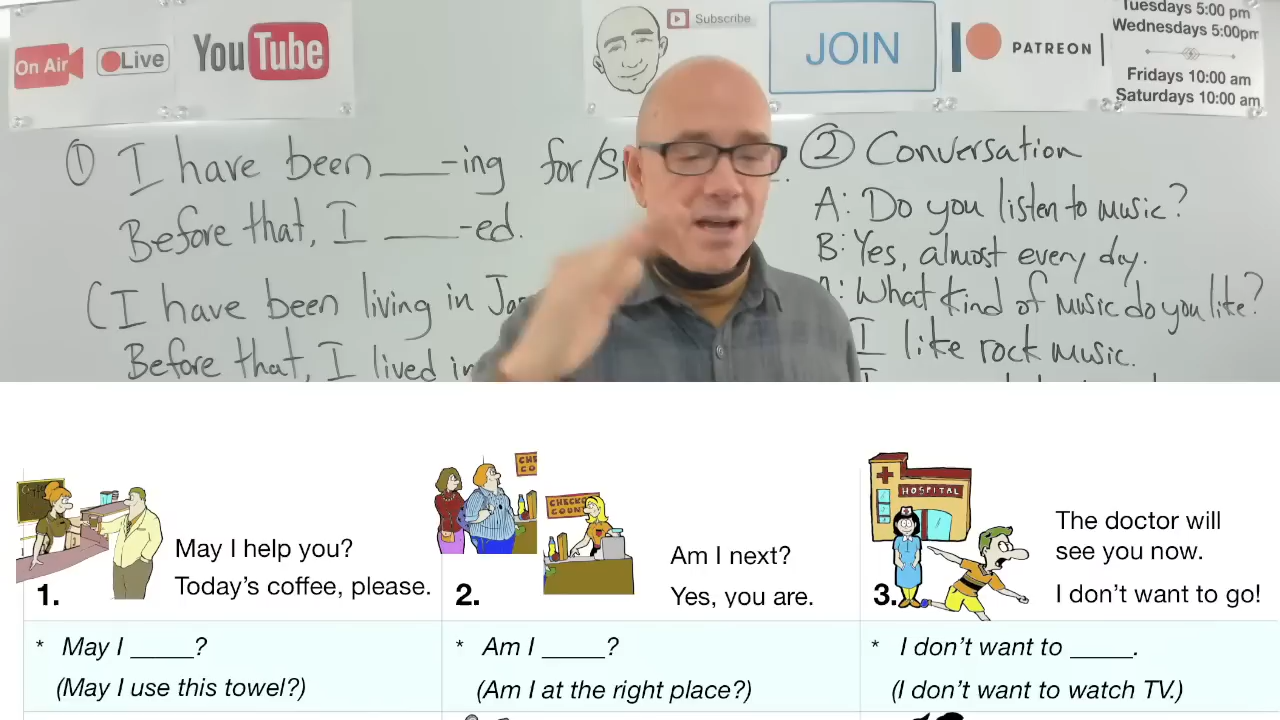 On Air
Live
YouTube
Subscribe
JOIN
PATREON
Tuesdays 5:00 pm
Wednesdays 5:00pm
Fridays 10:00 am
Saturdays 10:00 am
① I have been ____-ing for/Si
Before that, I ____-ed.
(I have been living in Ja
Before that, I lived in
② Conversation
A: Do you listen to music?
B: Yes, almost every day.
A: What kind of music do you like?
I like rock music.
May I help you?
Today's coffee, please.
1.
CHECKO
COUN
Am I next?
Yes, you are.
2.
HOSPITAL
The doctor will
see you now.
I don't want to go!
3.
* May I _____?
(May I use this towel?)
* Am I _____?
(Am I at the right place?)
* I don't want to _____.
(I don't want to watch TV.)